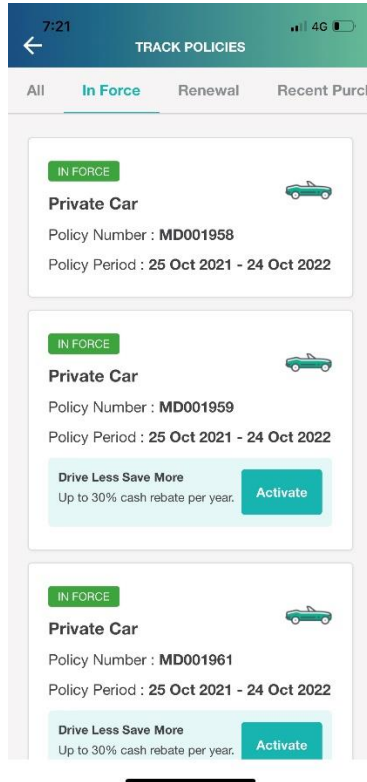 7:21
4G
TRACK POLICIES
All In Force Renewal Recent Purcl
IN FORCE
Private Car
Policy Number : MD001958
Policy Period : 25 Oct 2021 - 24 Oct 2022
IN FORCE
Private Car
Policy Number : MD001959
Policy Period : 25 Oct 2021 - 24 Oct 2022
Drive Less Save More
Up to 30% cash rebate per year.
Activate
IN FORCE
Private Car
Policy Number : MD001961
Policy Period : 25 Oct 2021 - 24 Oct 2022
Drive Less Save More
Up to 30% cash rebate per year.
Activate